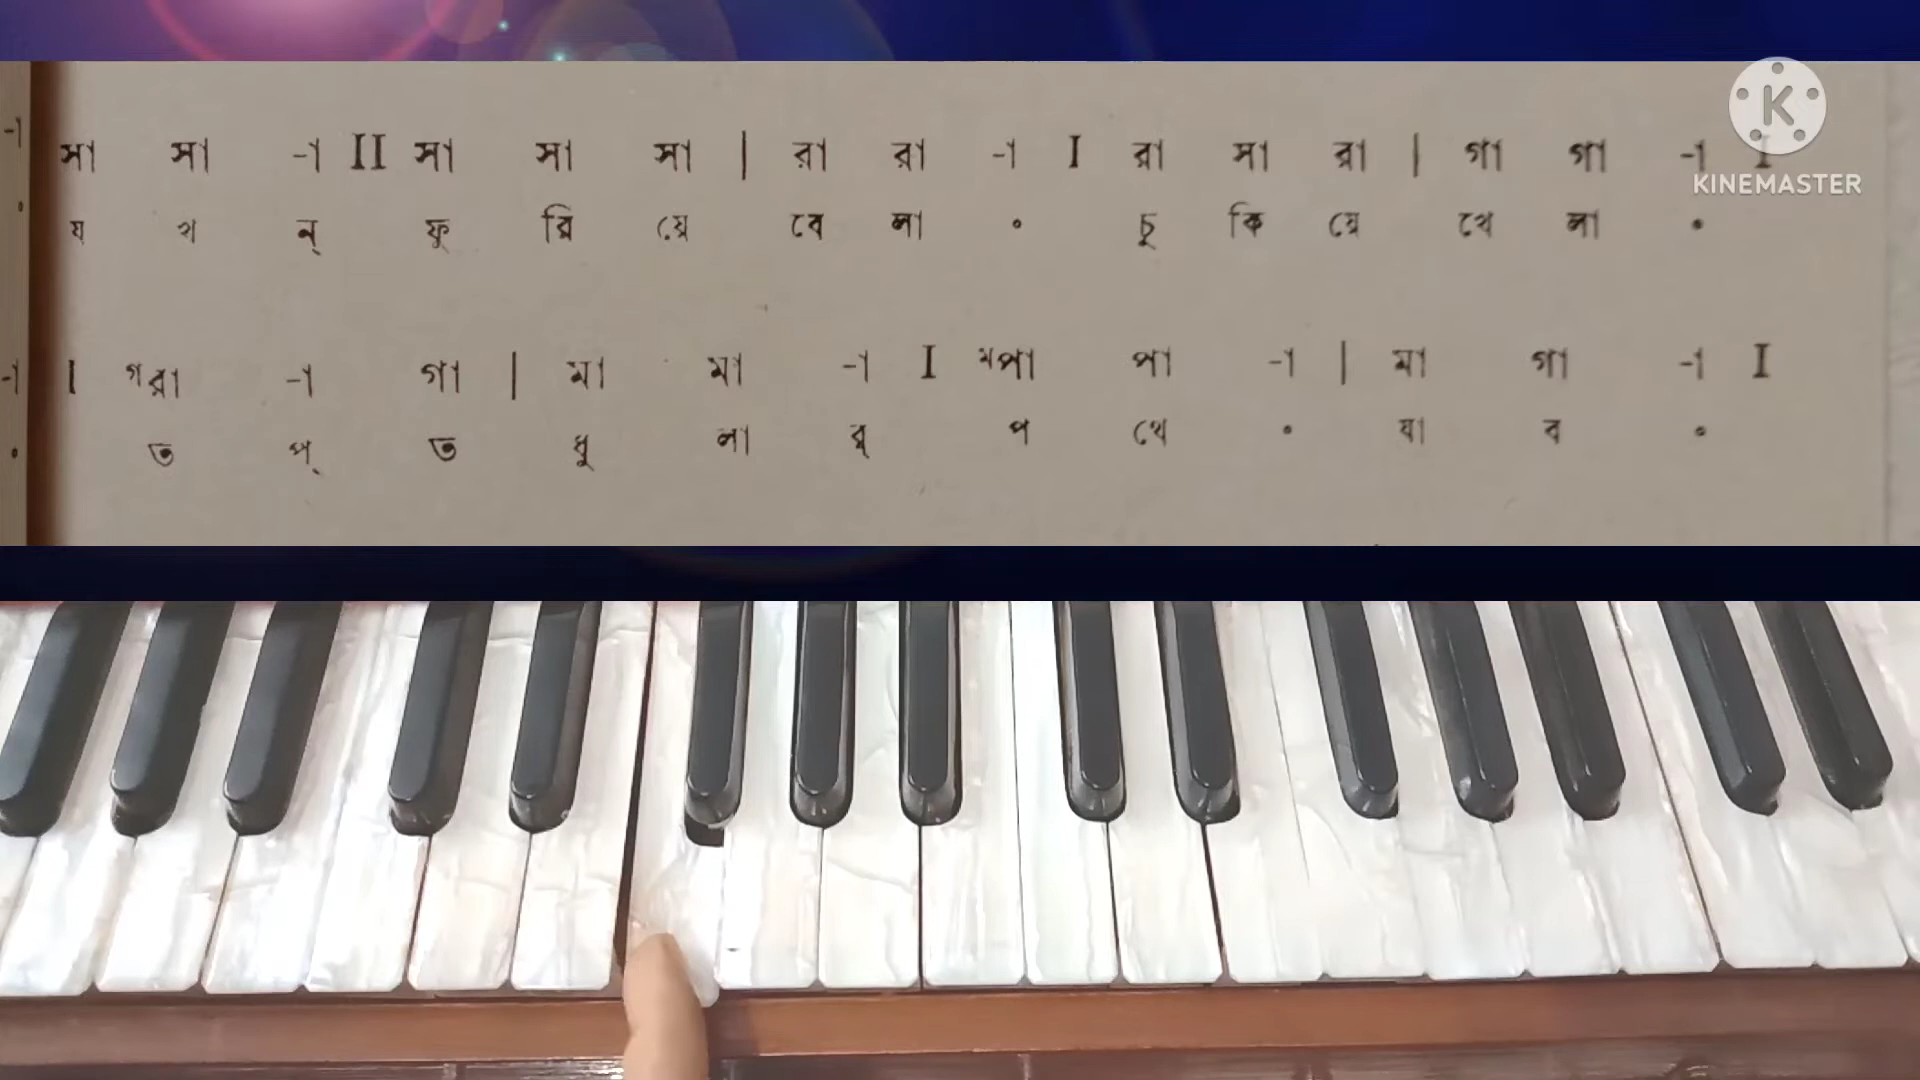 সা সা -া II সা সা সা | রা রা -া I রা সা রা | গা গা -া I
য খ ন্ ফু রি য়ে বে লা ॰ চু কি য়ে খে লা ॰
I গরা -া গা | মা মা -া I মপা পা -া | মা গা -া I
ত প্ ত ধূ লা র্ প থে ॰ যা ব ॰
K
KINEMASTER